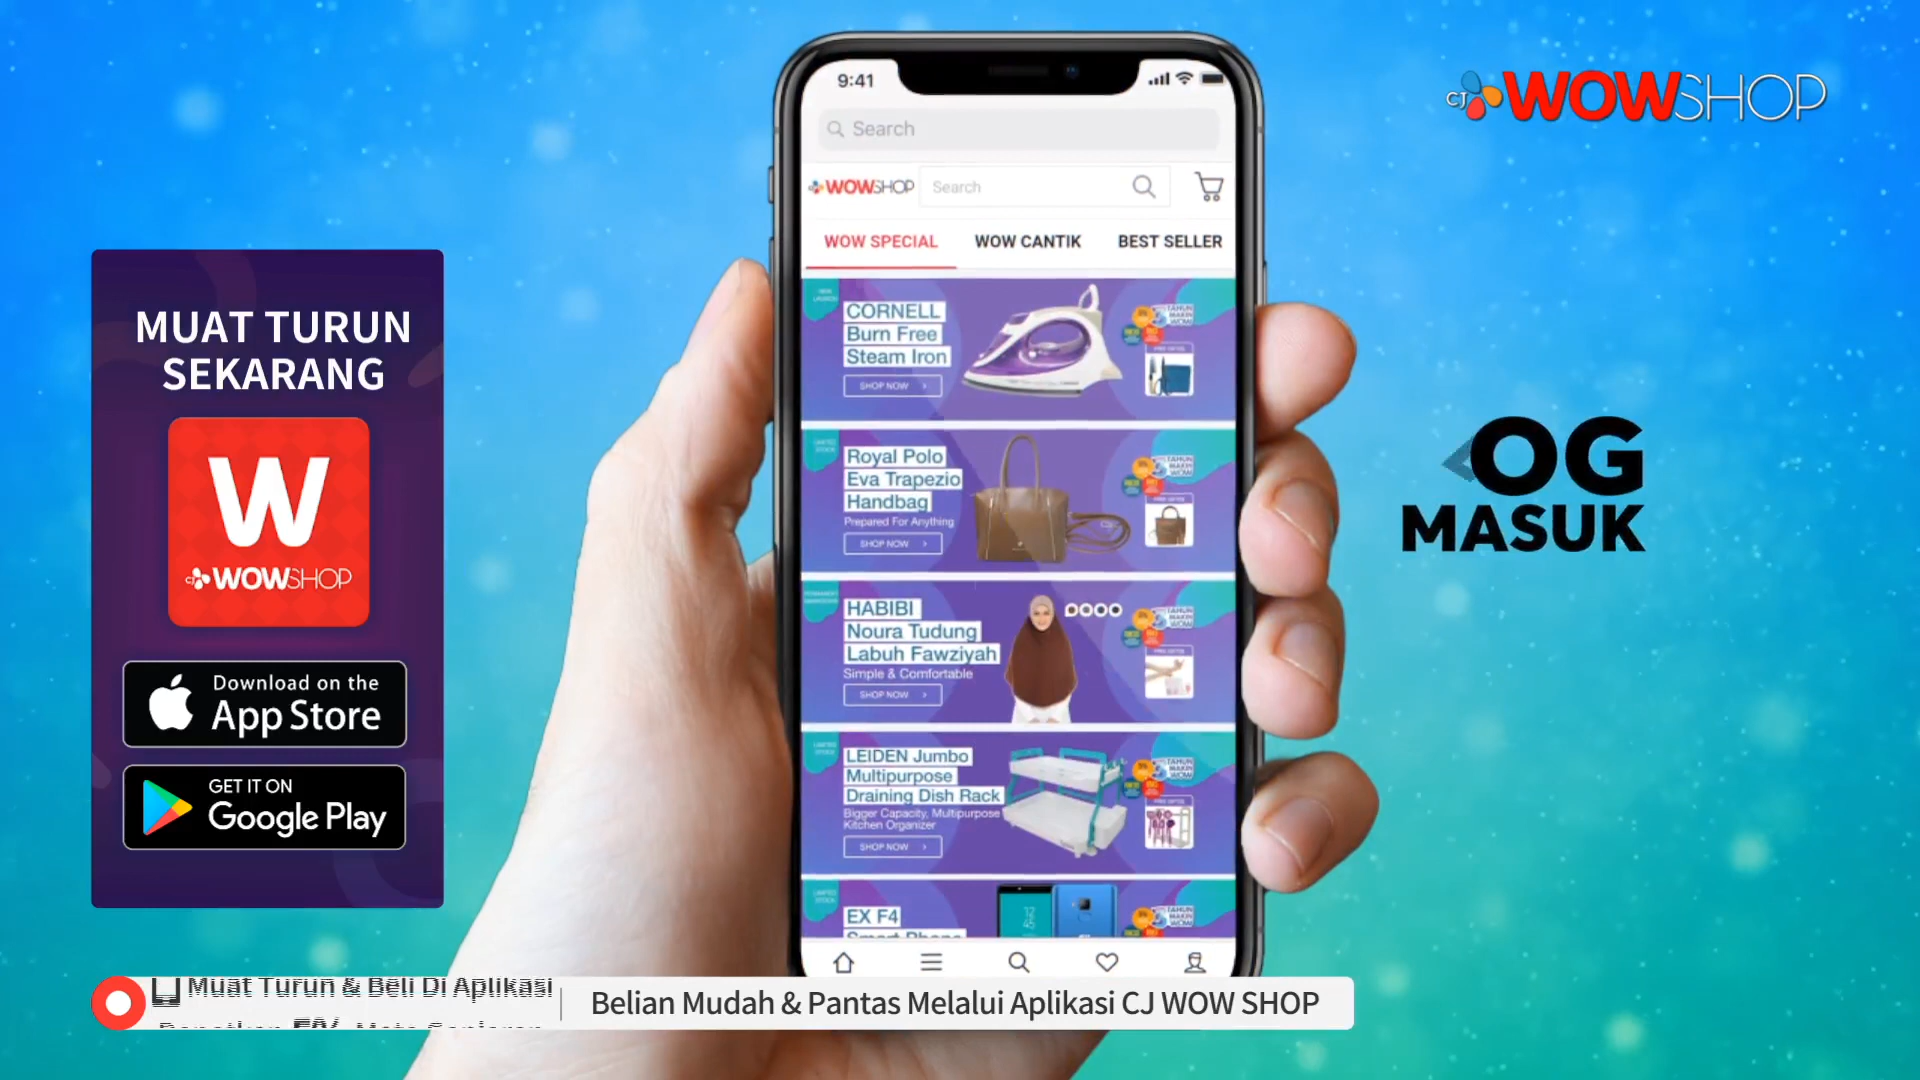 9:41
Search
CJ WOWSHOP
WOWSHOP
Search
WOW SPECIAL
WOW CANTIK
BEST SELLER
MUAT TURUN
SEKARANG
W
CJ WOWSHOP
Download on the
App Store
GET IT ON
Google Play
CORNELL
Burn Free
Steam Iron
SHOP NOW
Royal Polo
Eva Trapezio
Handbag
Prepared For Anything
SHOP NOW
HABIBI
Noura Tudung
Labuh Fawziyah
Simple & Comfortable
SHOP NOW
LEIDEN Jumbo
Multipurpose
Draining Dish Rack
Bigger Capacity, Multipurpose
Kitchen Organizer
SHOP NOW
EX F4
Smart Phone
OG
MASUK
Muat Turun & Beli Di Aplikasi
5%
Belian Mudah & Pantas Melalui Aplikasi CJ WOW SHOP